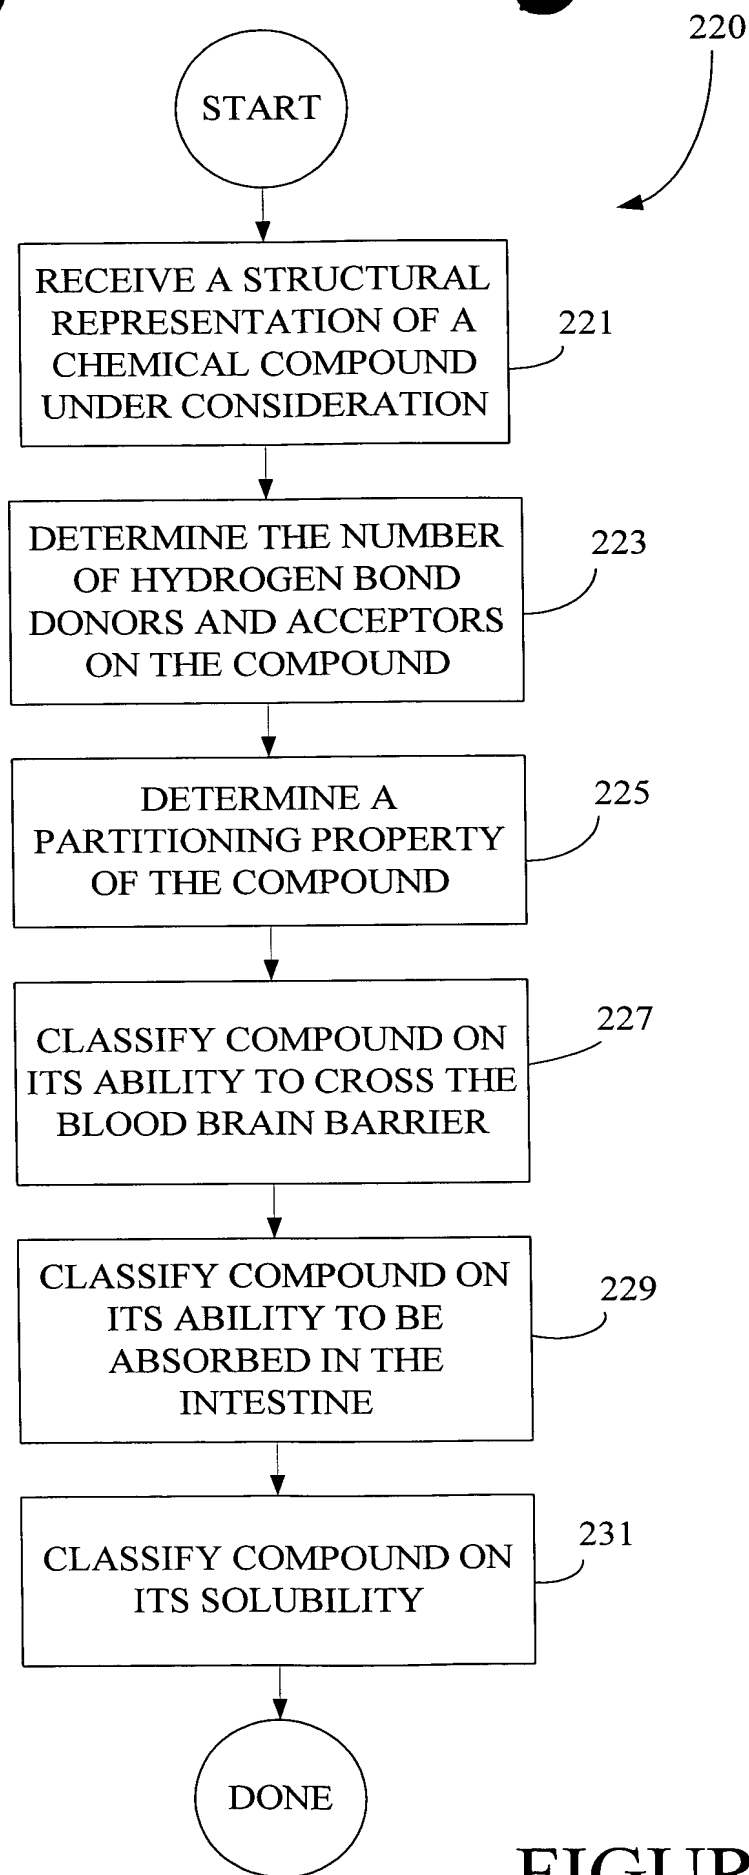 220
START
RECEIVE A STRUCTURAL
REPRESENTATION OF A
CHEMICAL COMPOUND
UNDER CONSIDERATION
221
DETERMINE THE NUMBER
OF HYDROGEN BOND
DONORS AND ACCEPTORS
ON THE COMPOUND
223
DETERMINE A
PARTITIONING PROPERTY
OF THE COMPOUND
225
CLASSIFY COMPOUND ON
ITS ABILITY TO CROSS THE
BLOOD BRAIN BARRIER
227
CLASSIFY COMPOUND ON
ITS ABILITY TO BE
ABSORBED IN THE
INTESTINE
229
CLASSIFY COMPOUND ON
ITS SOLUBILITY
231
DONE